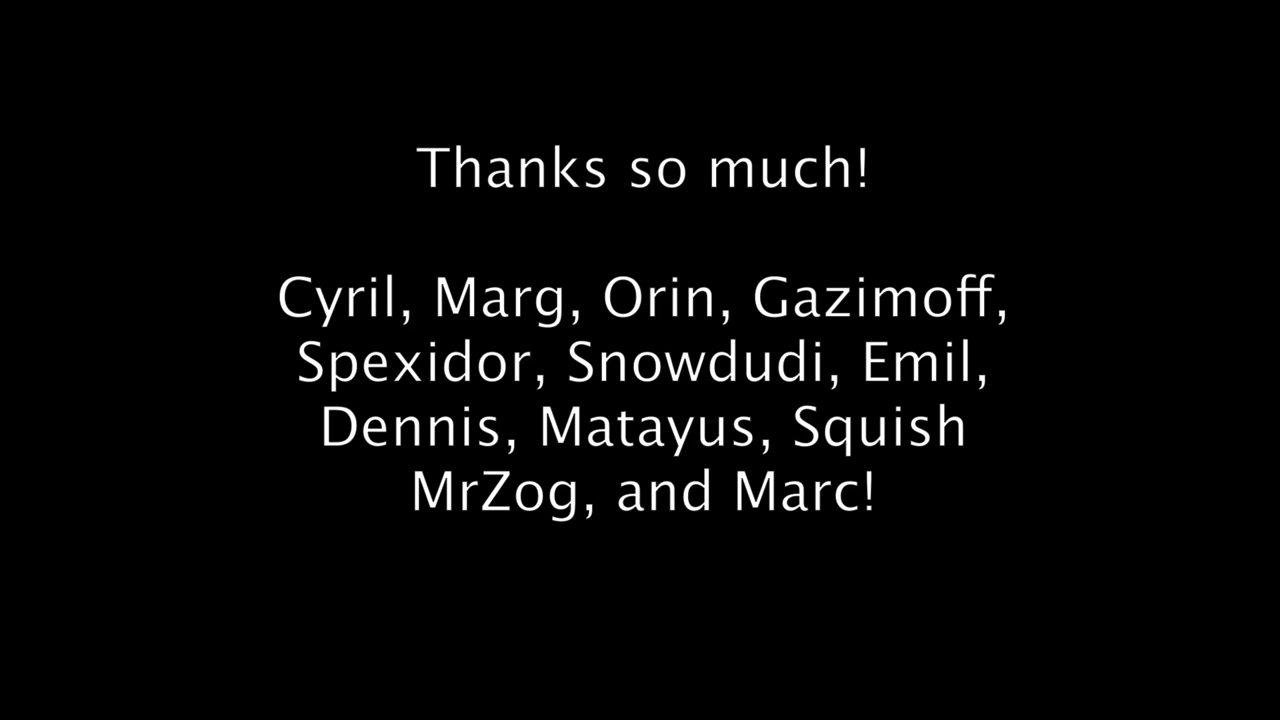 Thanks so much!
Cyril, Marg, Orin, Gazimoff,
Spexidor, Snowdudi, Emil,
Dennis, Matayus, Squish
MrZog, and Marc!